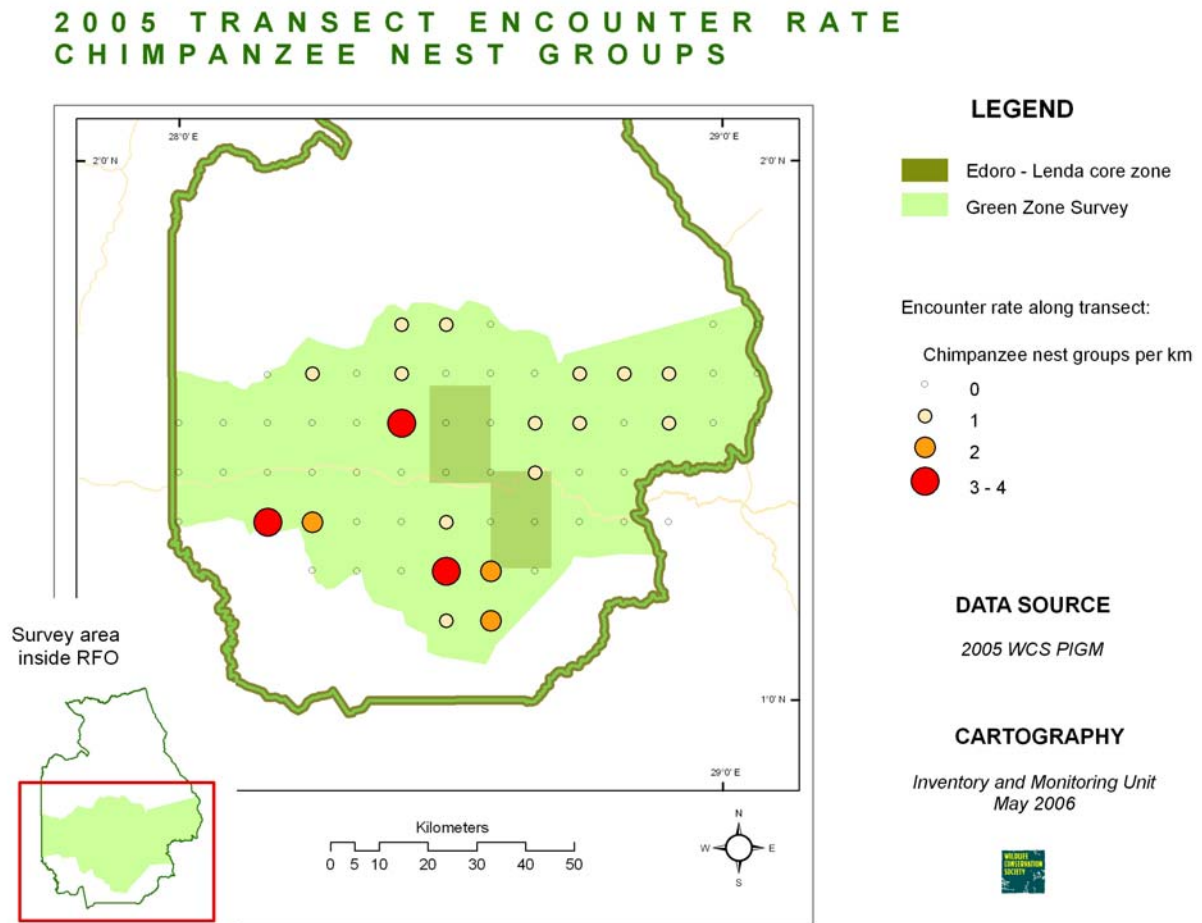 2005 TRANSECT ENCOUNTER RATE
CHIMPANZEE NEST GROUPS
28°0' E
29°0' E
2°0' N
2°0' N
1°0' N
29°0' E
Survey area
inside RFO
Kilometers
0 5 10 20 30 40 50
N
W
E
S
LEGEND
Edoro - Lenda core zone
Green Zone Survey
Encounter rate along transect:
Chimpanzee nest groups per km
0
1
2
3 - 4
DATA SOURCE
2005 WCS PIGM
CARTOGRAPHY
Inventory and Monitoring Unit
May 2006
WILDLIFE
CONSERVATION
SOCIETY